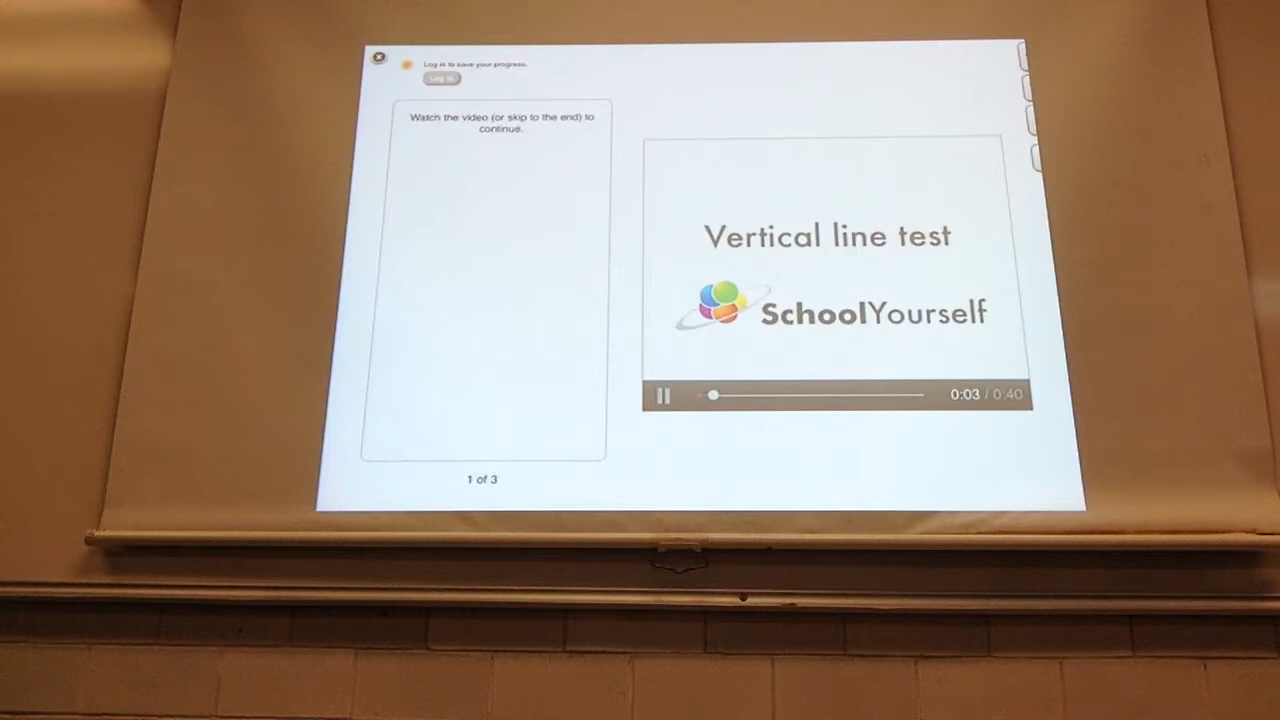 Log in to save your progress.
Log in
Watch the video (or skip to the end) to
continue.
Vertical line test
SchoolYourself
0:03 / 0:40
1 of 3